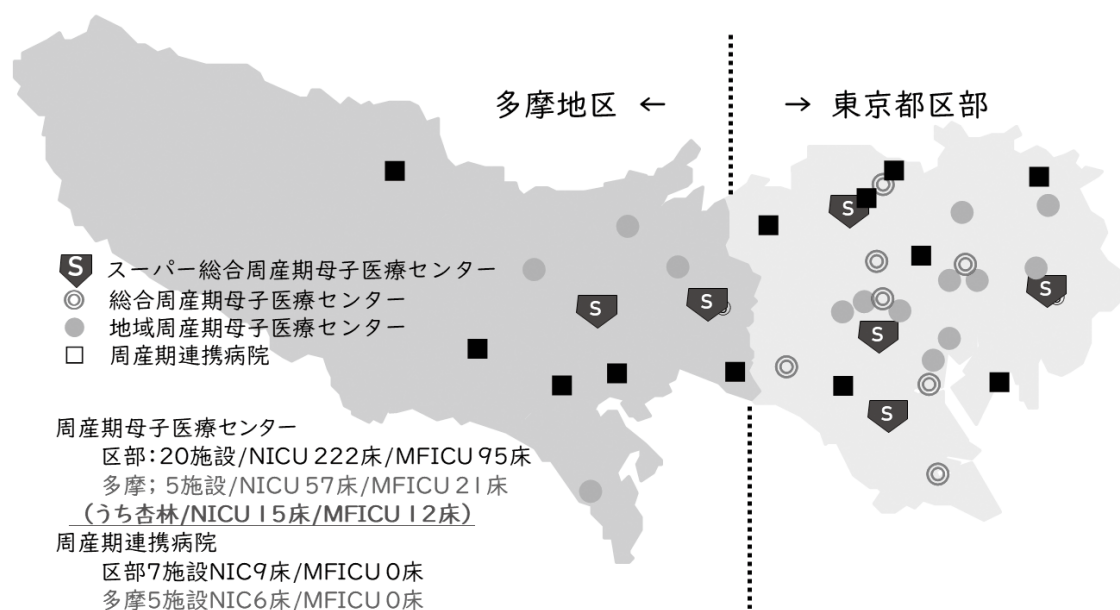 多摩地区 ← → 東京都区部
S スーパー総合周産期母子医療センター
総合周産期母子医療センター
地域周産期母子医療センター
周産期連携病院
S
S
S
S
S
S
周産期母子医療センター
区部:20施設/NICU 222床/MFICU 95床
多摩; 5施設/NICU 57床/MFICU 21床
(うち杏林/NICU 15床/MFICU 12床)
周産期連携病院
区部7施設NIC9床/MFICU 0床
多摩5施設NIC6床/MFICU 0床